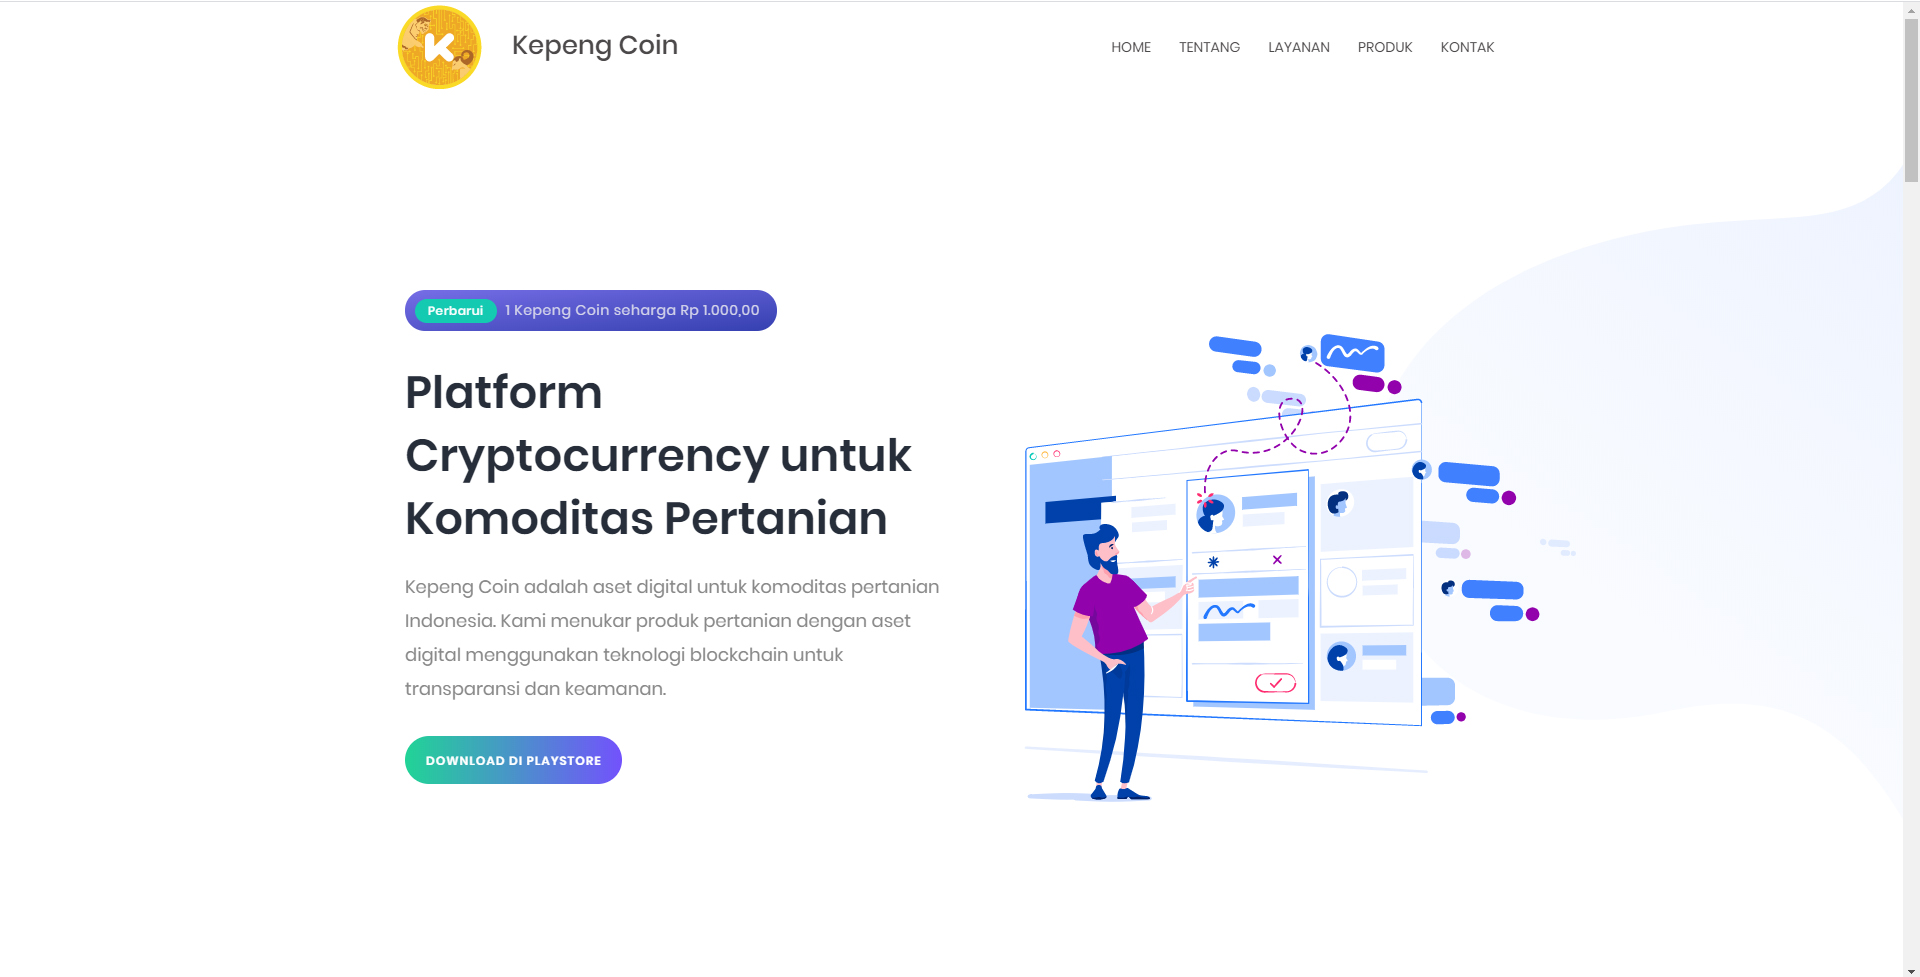 K
Kepeng Coin
HOME TENTANG LAYANAN PRODUK KONTAK
Perbarui 1 Kepeng Coin seharga Rp 1.000,00
Platform
Cryptocurrency untuk
Komoditas Pertanian
Kepeng Coin adalah aset digital untuk komoditas pertanian
Indonesia. Kami menukar produk pertanian dengan aset
digital menggunakan teknologi blockchain untuk
transparansi dan keamanan.
DOWNLOAD DI PLAYSTORE